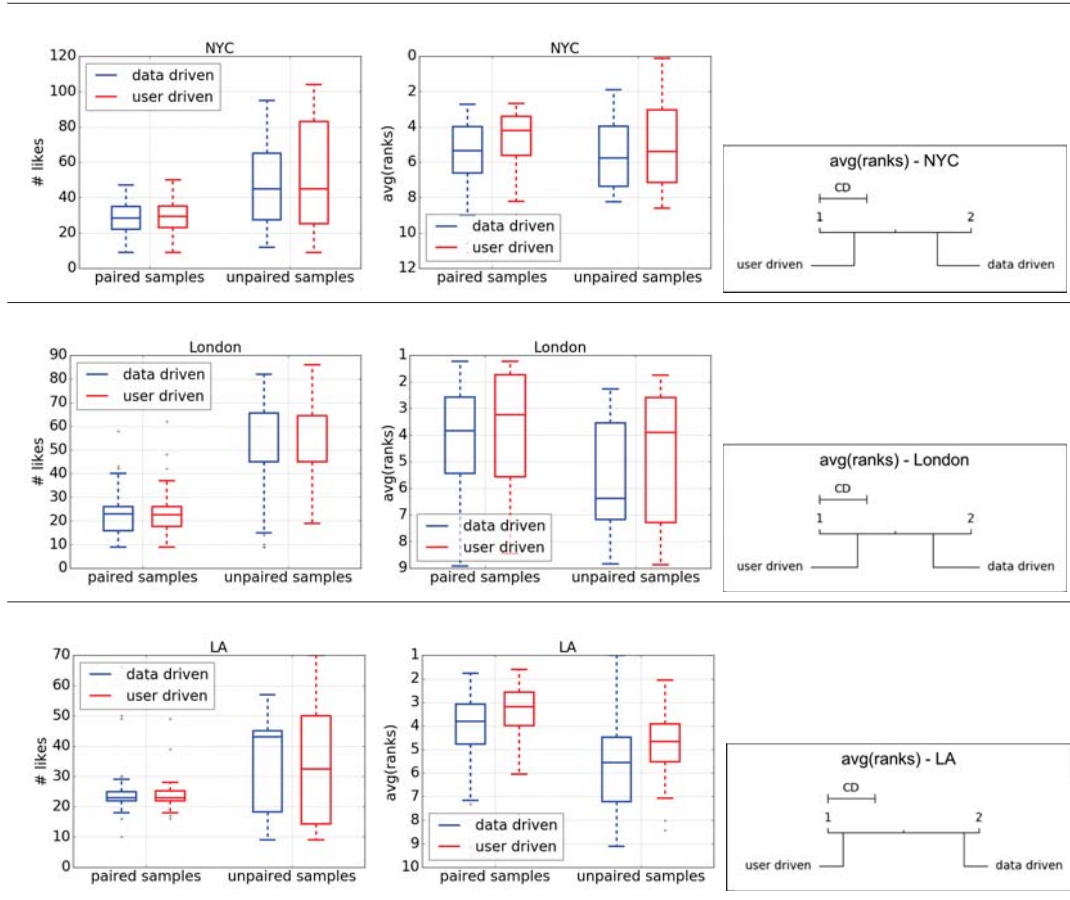 NYC
120
100
80
60
40
20
0
# likes
data driven
user driven
paired samples
unpaired samples
NYC
0
2
4
6
8
10
12
avg(ranks)
data driven
user driven
paired samples
unpaired samples
avg(ranks) - NYC
CD
1
2
user driven
data driven
London
90
80
70
60
50
40
30
20
10
0
# likes
data driven
user driven
paired samples
unpaired samples
London
1
2
3
4
5
6
7
8
9
avg(ranks)
data driven
user driven
paired samples
unpaired samples
avg(ranks) - London
CD
1
2
user driven
data driven
LA
70
60
50
40
30
20
10
0
# likes
data driven
user driven
paired samples
unpaired samples
LA
1
2
3
4
5
6
7
8
9
10
avg(ranks)
data driven
user driven
paired samples
unpaired samples
avg(ranks) - LA
CD
1
2
user driven
data driven